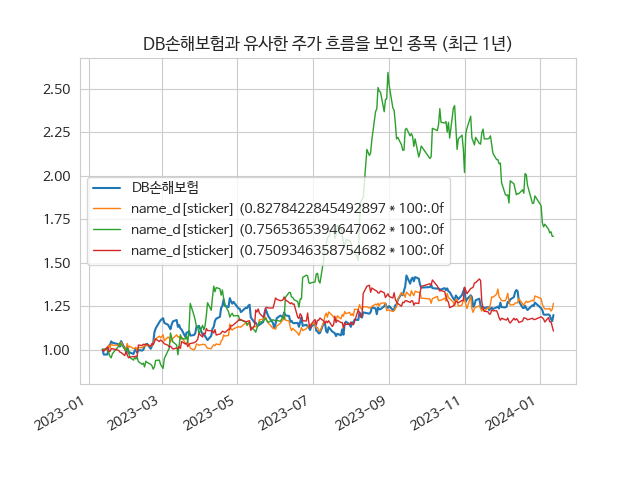 DB손해보험과 유사한 주가 흐름을 보인 종목 (최근 1년)
2.50
2.25
2.00
1.75
1.50
1.25
1.00
DB손해보험
name_d[sticker] (0.8278422845492897 * 100:.0f
name_d[sticker] (0.7565365394647062 * 100:.0f
name_d[sticker] (0.7509346358754682 * 100:.0f
2023-01
2023-03
2023-05
2023-07
2023-09
2023-11
2024-01